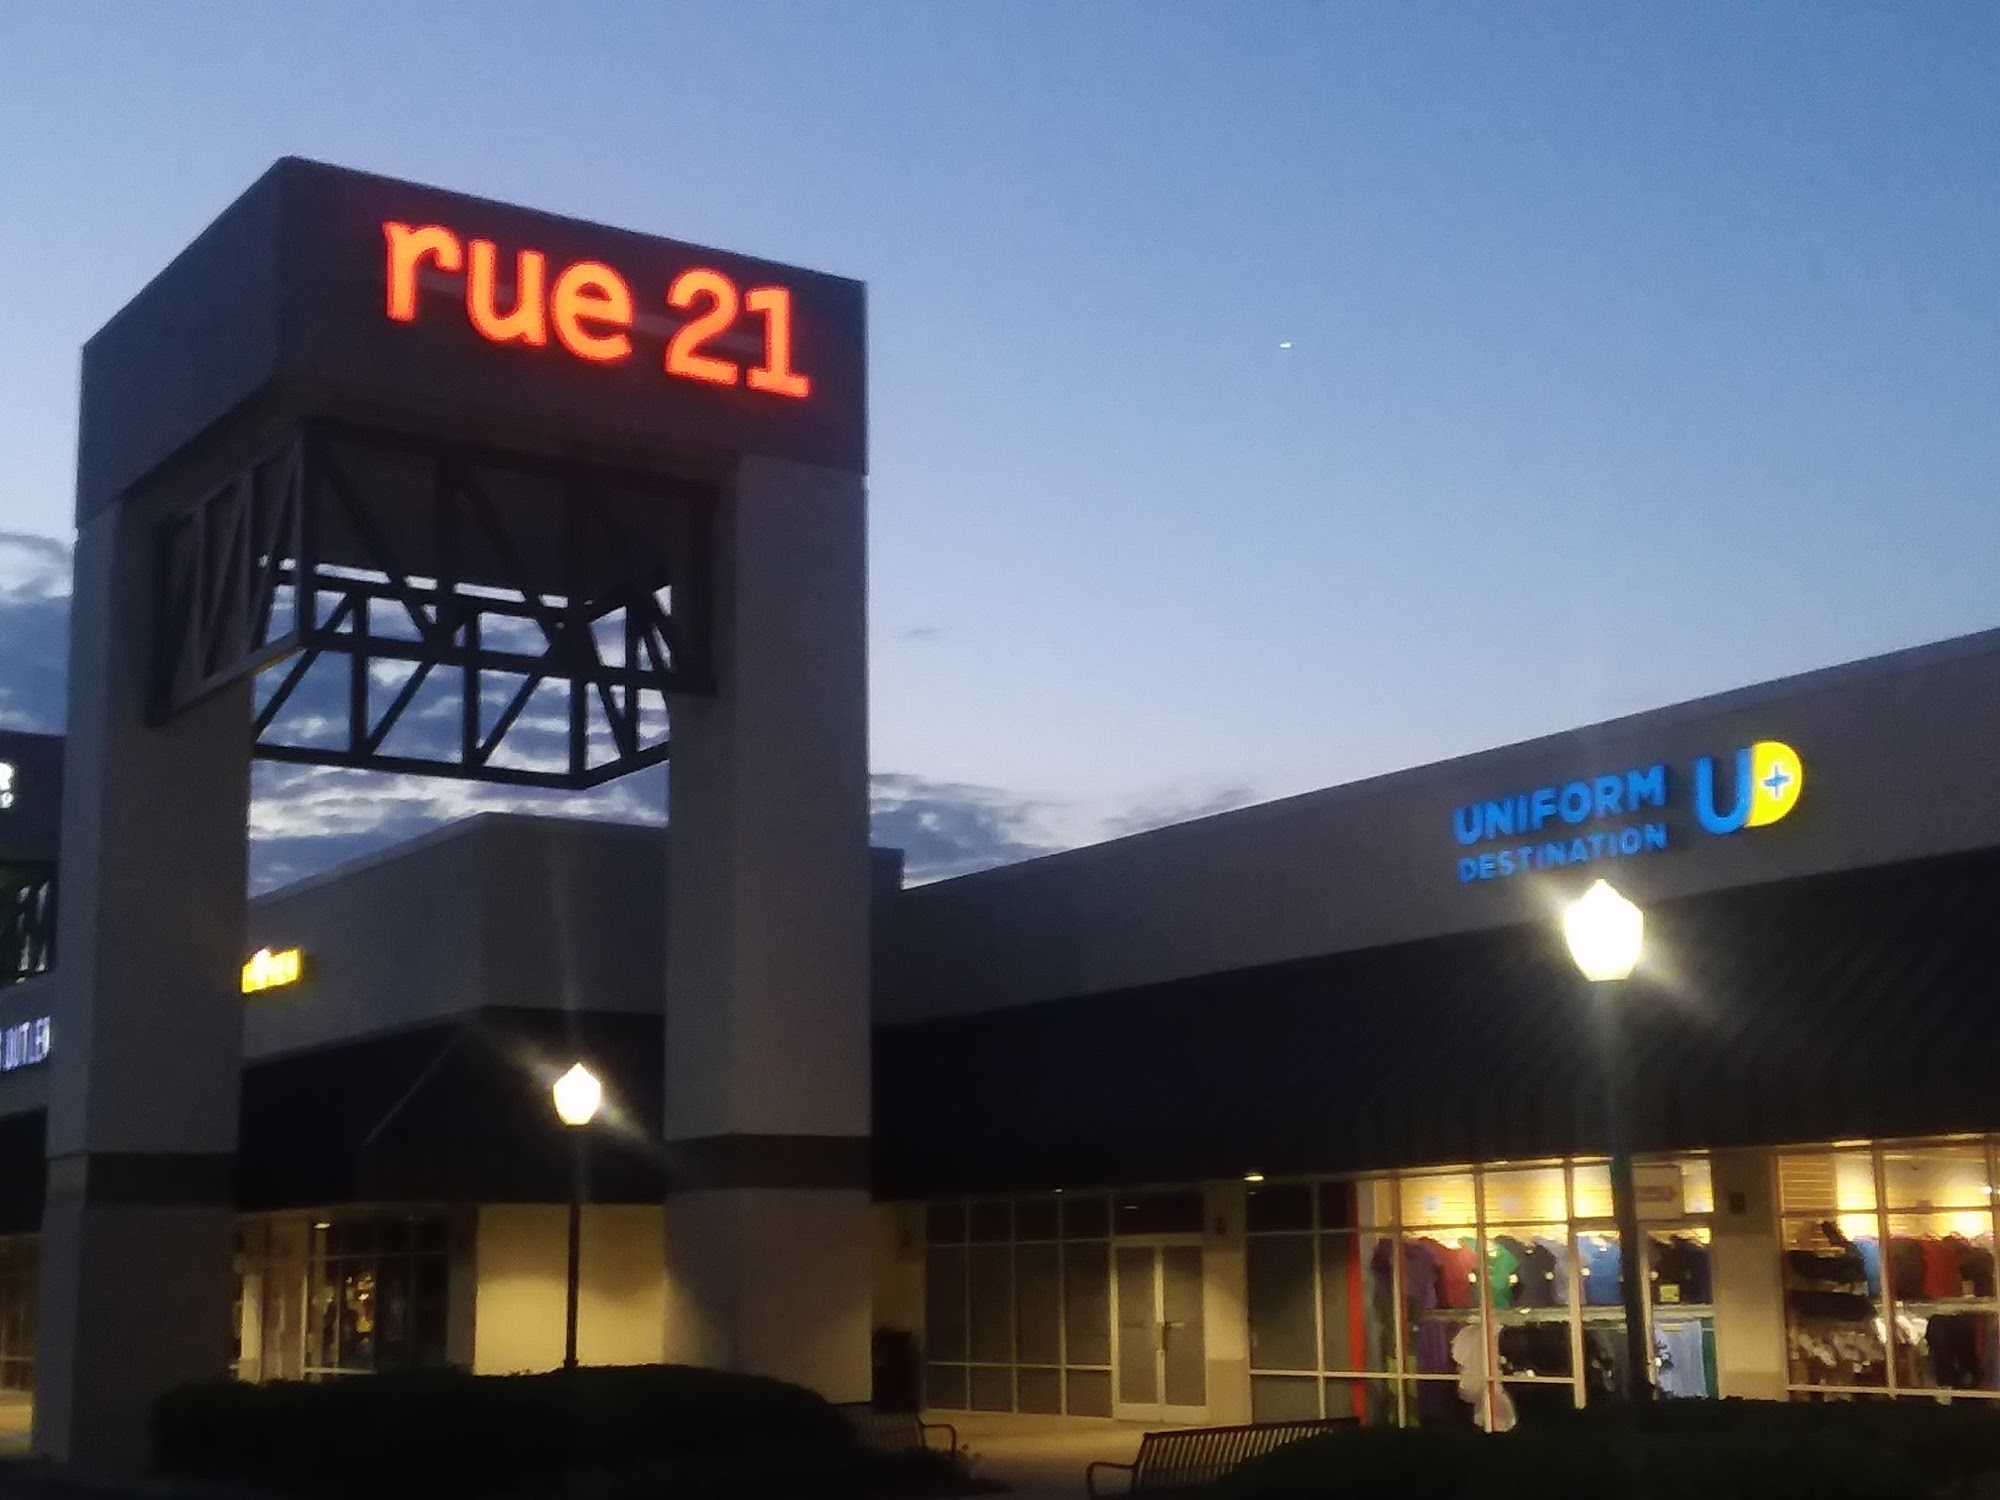 rue 21
UNIFORM
DESTINATION
UD+